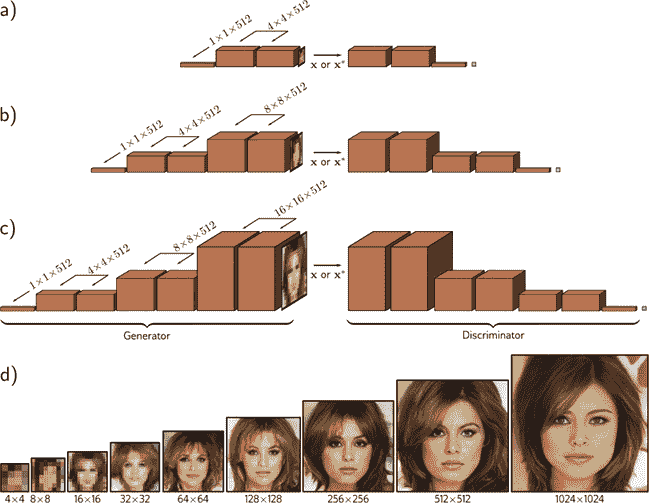 a)
1×1×512
4×4×512
x or x*
b)
1×1×512
4×4×512
8×8×512
x or x*
c)
1×1×512
4×4×512
8×8×512
16×16×512
x or x*
Generator
Discriminator
d)
4×4
8×8
16×16
32×32
64×64
128×128
256×256
512×512
1024×1024